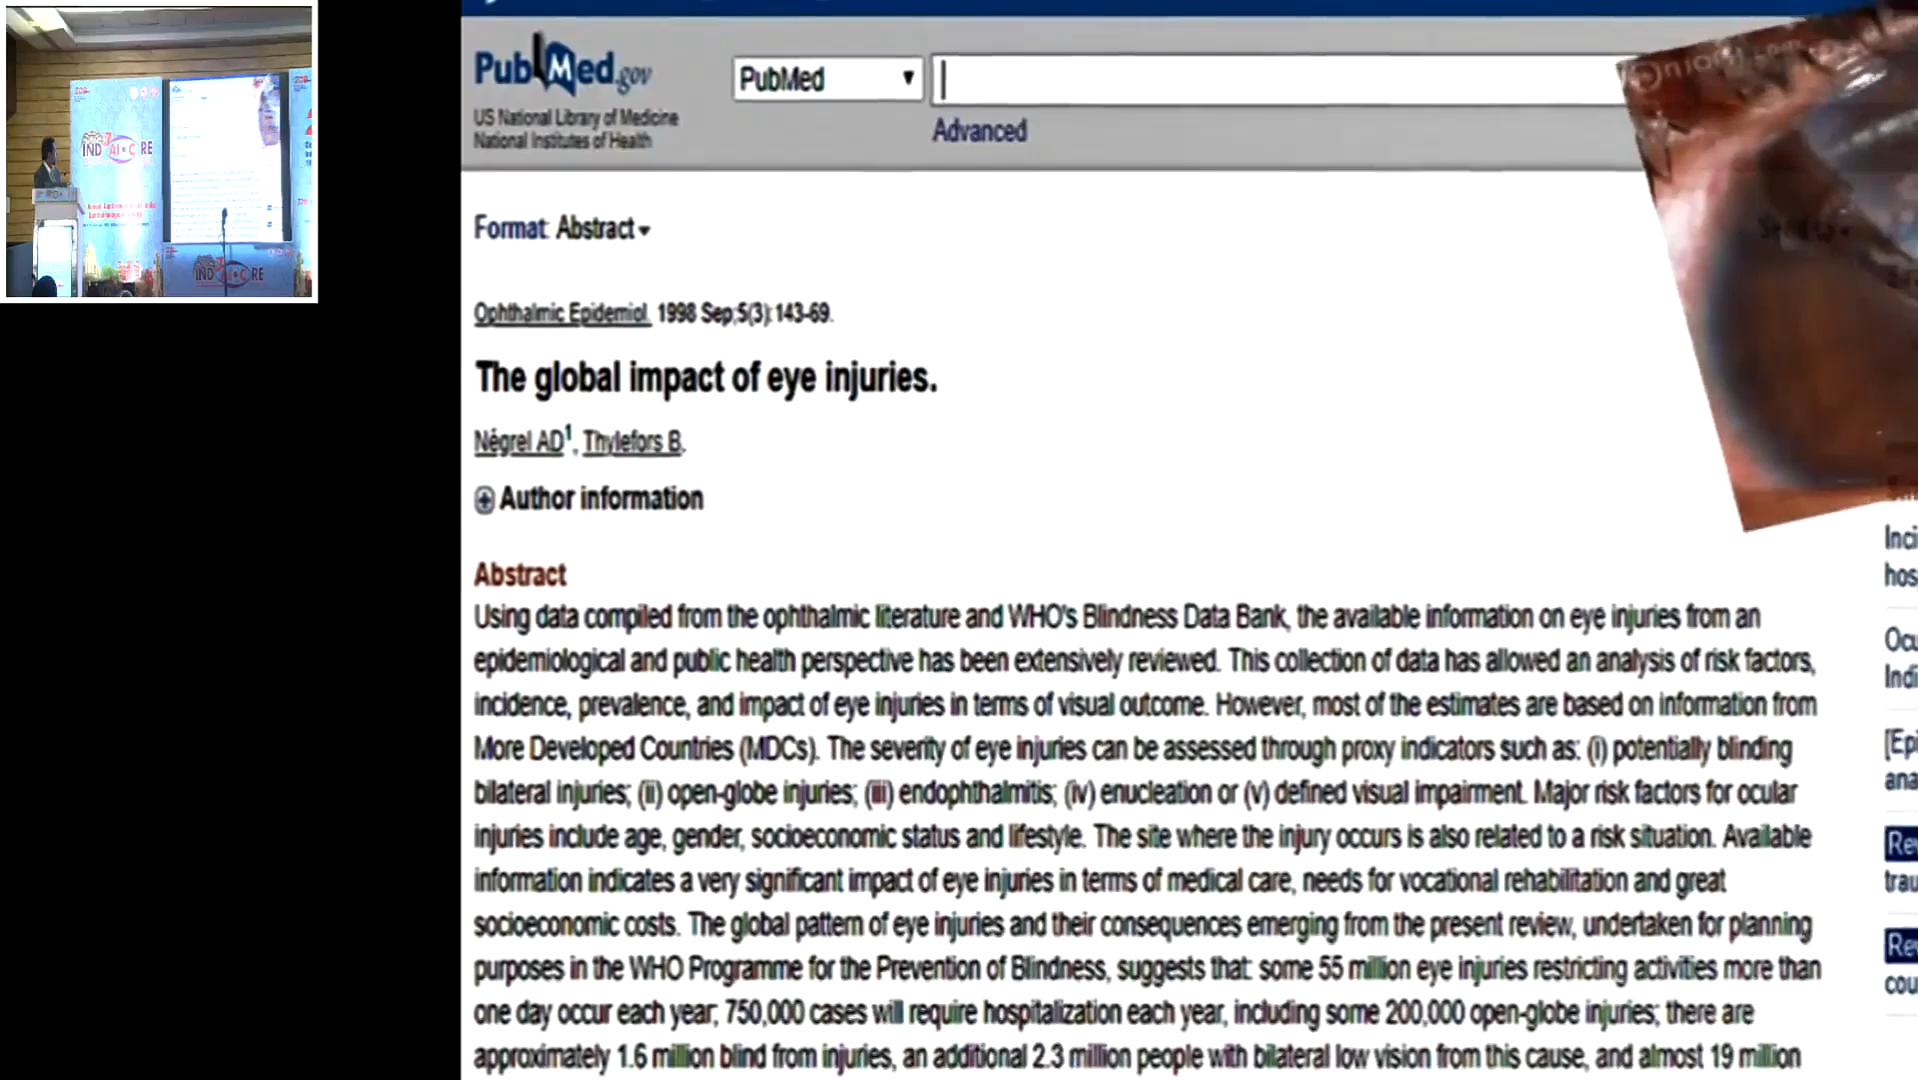 PubMed.gov
US National Library of Medicine
National Institutes of Health
PubMed
Advanced
Format: Abstract
Ophthalmic Epidemiol. 1998 Sep;5(3):143-69.
The global impact of eye injuries.
Négrel AD1, Thylefors B.
Author information
Abstract
Using data compiled from the ophthalmic literature and WHO's Blindness Data Bank, the available information on eye injuries from an
epidemiological and public health perspective has been extensively reviewed. This collection of data has allowed an analysis of risk factors,
incidence, prevalence, and impact of eye injuries in terms of visual outcome. However, most of the estimates are based on information from
More Developed Countries (MDCs). The severity of eye injuries can be assessed through proxy indicators such as: (i) potentially blinding
bilateral injuries; (ii) open-globe injuries; (iii) endophthalmitis; (iv) enucleation or (v) defined visual impairment. Major risk factors for ocular
injuries include age, gender, socioeconomic status and lifestyle. The site where the injury occurs is also related to a risk situation. Available
information indicates a very significant impact of eye injuries in terms of medical care, needs for vocational rehabilitation and great
socioeconomic costs. The global pattern of eye injuries and their consequences emerging from the present review, undertaken for planning
purposes in the WHO Programme for the Prevention of Blindness, suggests that: some 55 million eye injuries restricting activities more than
one day occur each year; 750,000 cases will require hospitalization each year, including some 200,000 open-globe injuries; there are
approximately 1.6 million blind from injuries, an additional 2.3 million people with bilateral low vision from this cause, and almost 19 million
Inci
hos
Ocu
Indi
[Epi
ana
Rev
trau
Rev
cou